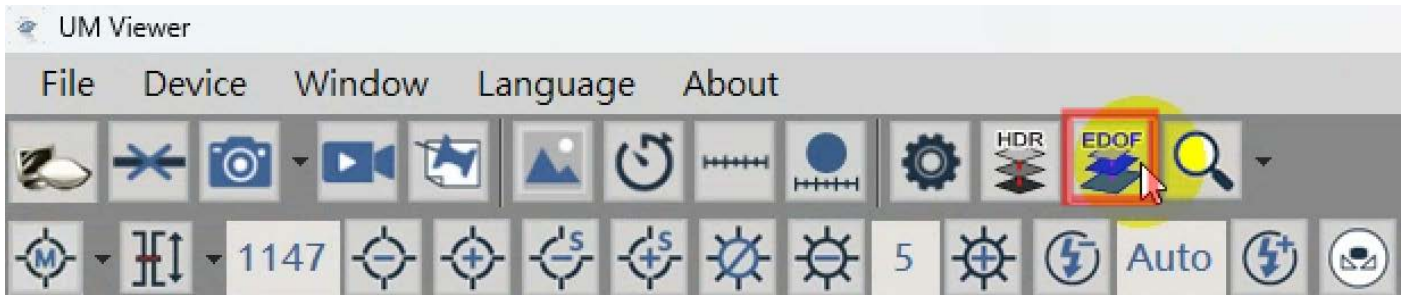 UM Viewer
File Device Window Language About
HDR EDOF
M 1147 S S 5 Auto